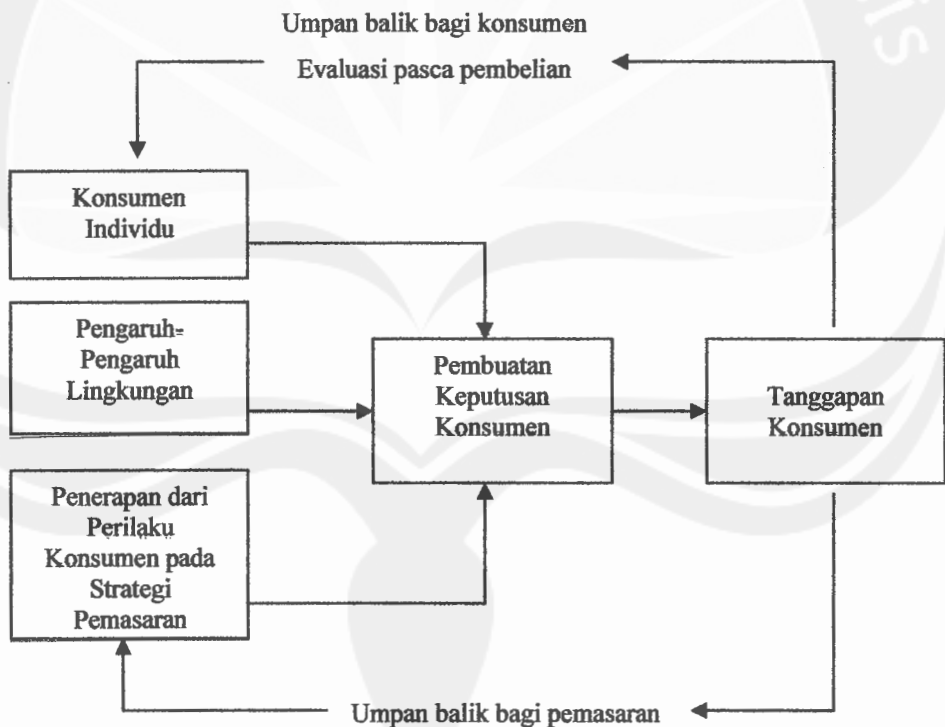 Umpan balik bagi konsumen
Evaluasi pasca pembelian
Konsumen
Individu
Pengaruh-
Pengaruh
Lingkungan
Pembuatan
Keputusan
Konsumen
Tanggapan
Konsumen
Penerapan dari
Perilaku
Konsumen pada
Strategi
Pemasaran
Umpan balik bagi pemasaran